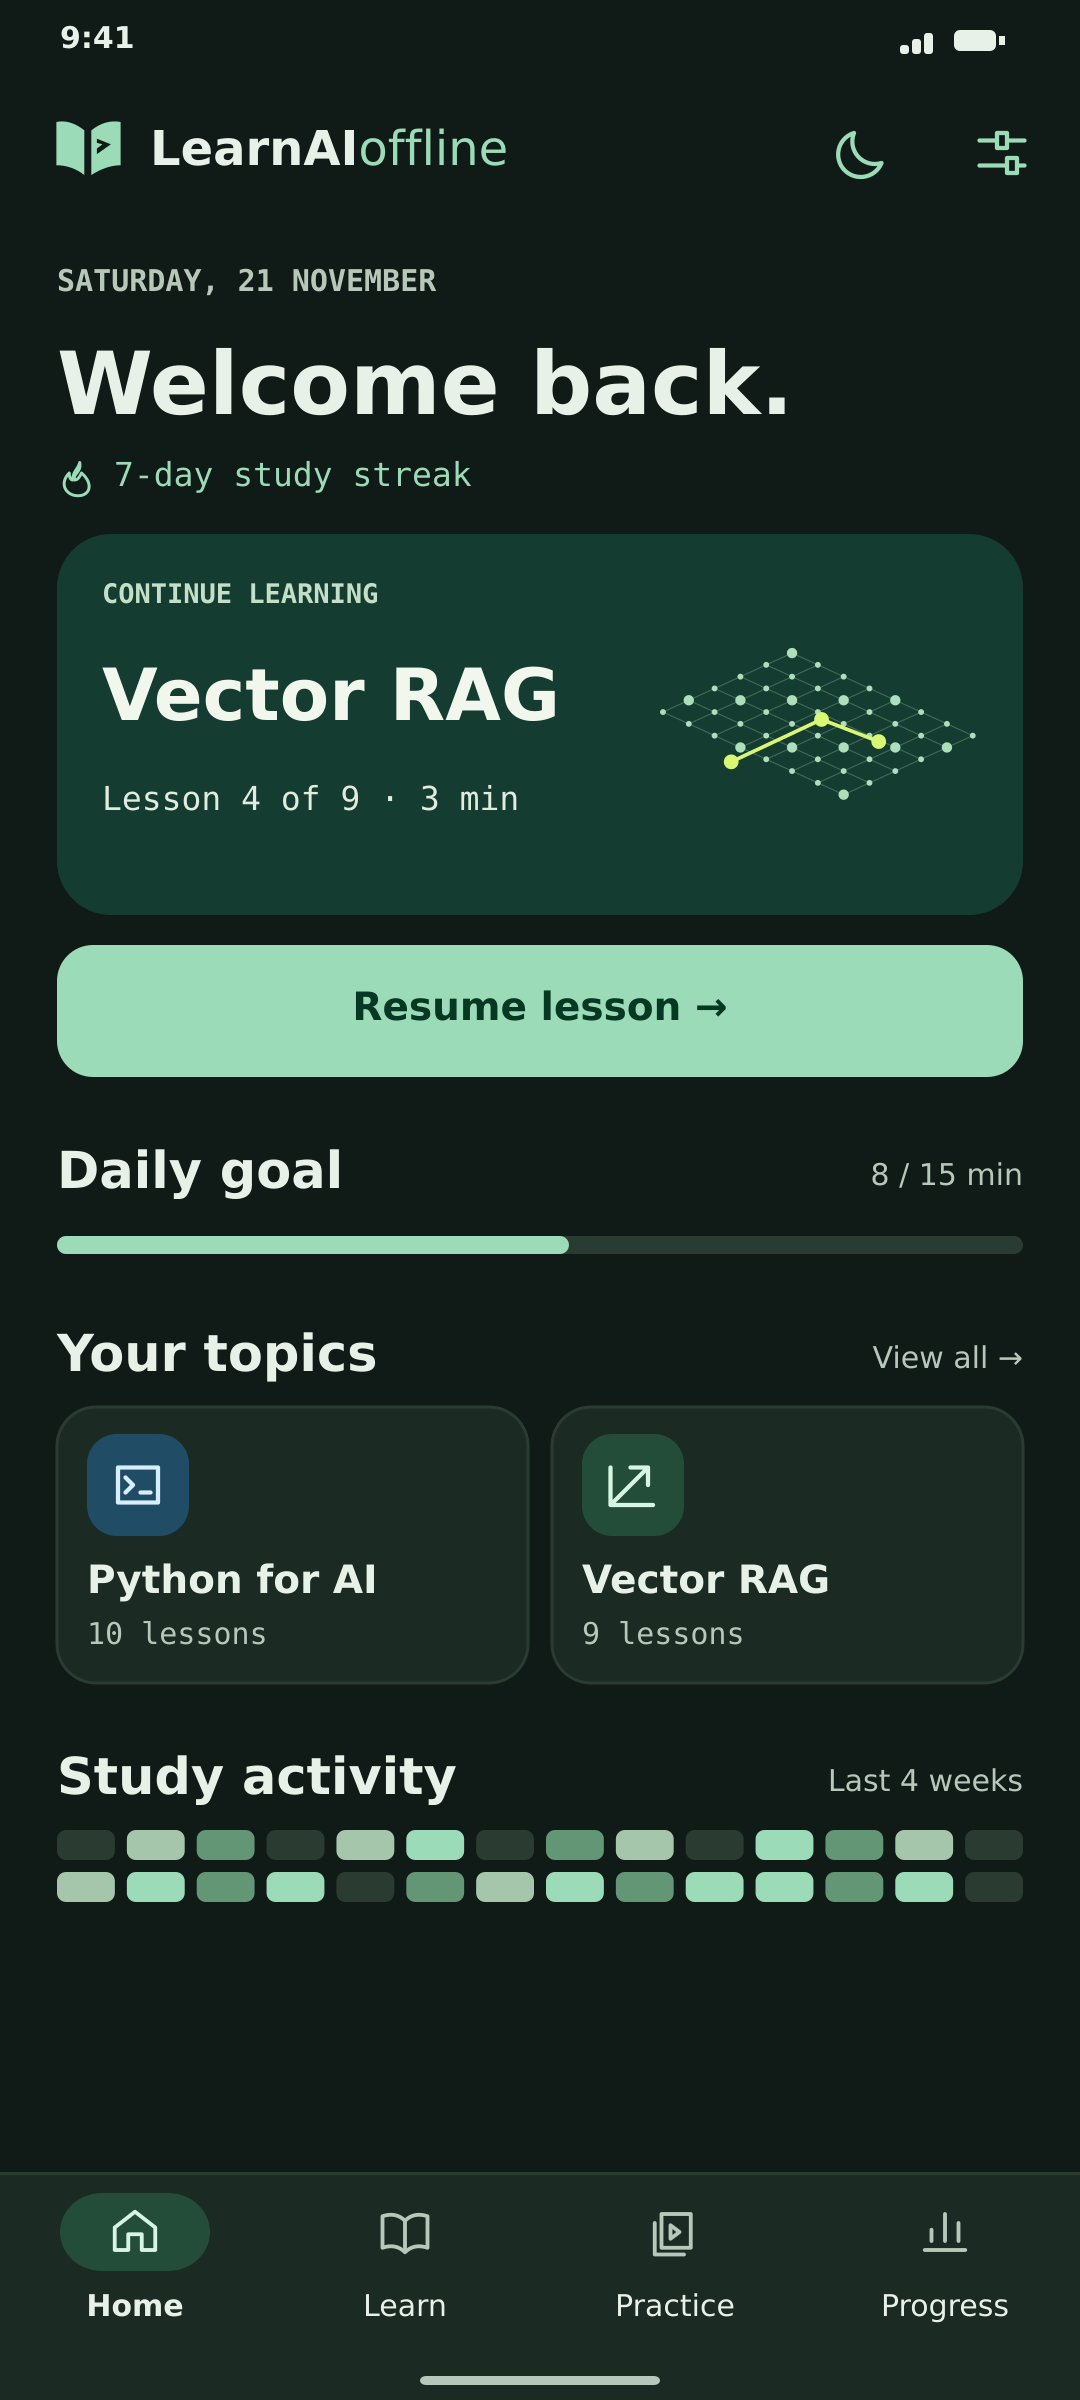 9:41
LearnAIoffline
SATURDAY, 21 NOVEMBER
Welcome back.
7-day study streak
CONTINUE LEARNING
Vector RAG
Lesson 4 of 9 · 3 min
Resume lesson →
Daily goal
8 / 15 min
Your topics
View all →
Python for AI
10 lessons
Vector RAG
9 lessons
Study activity
Last 4 weeks
Home
Learn
Practice
Progress